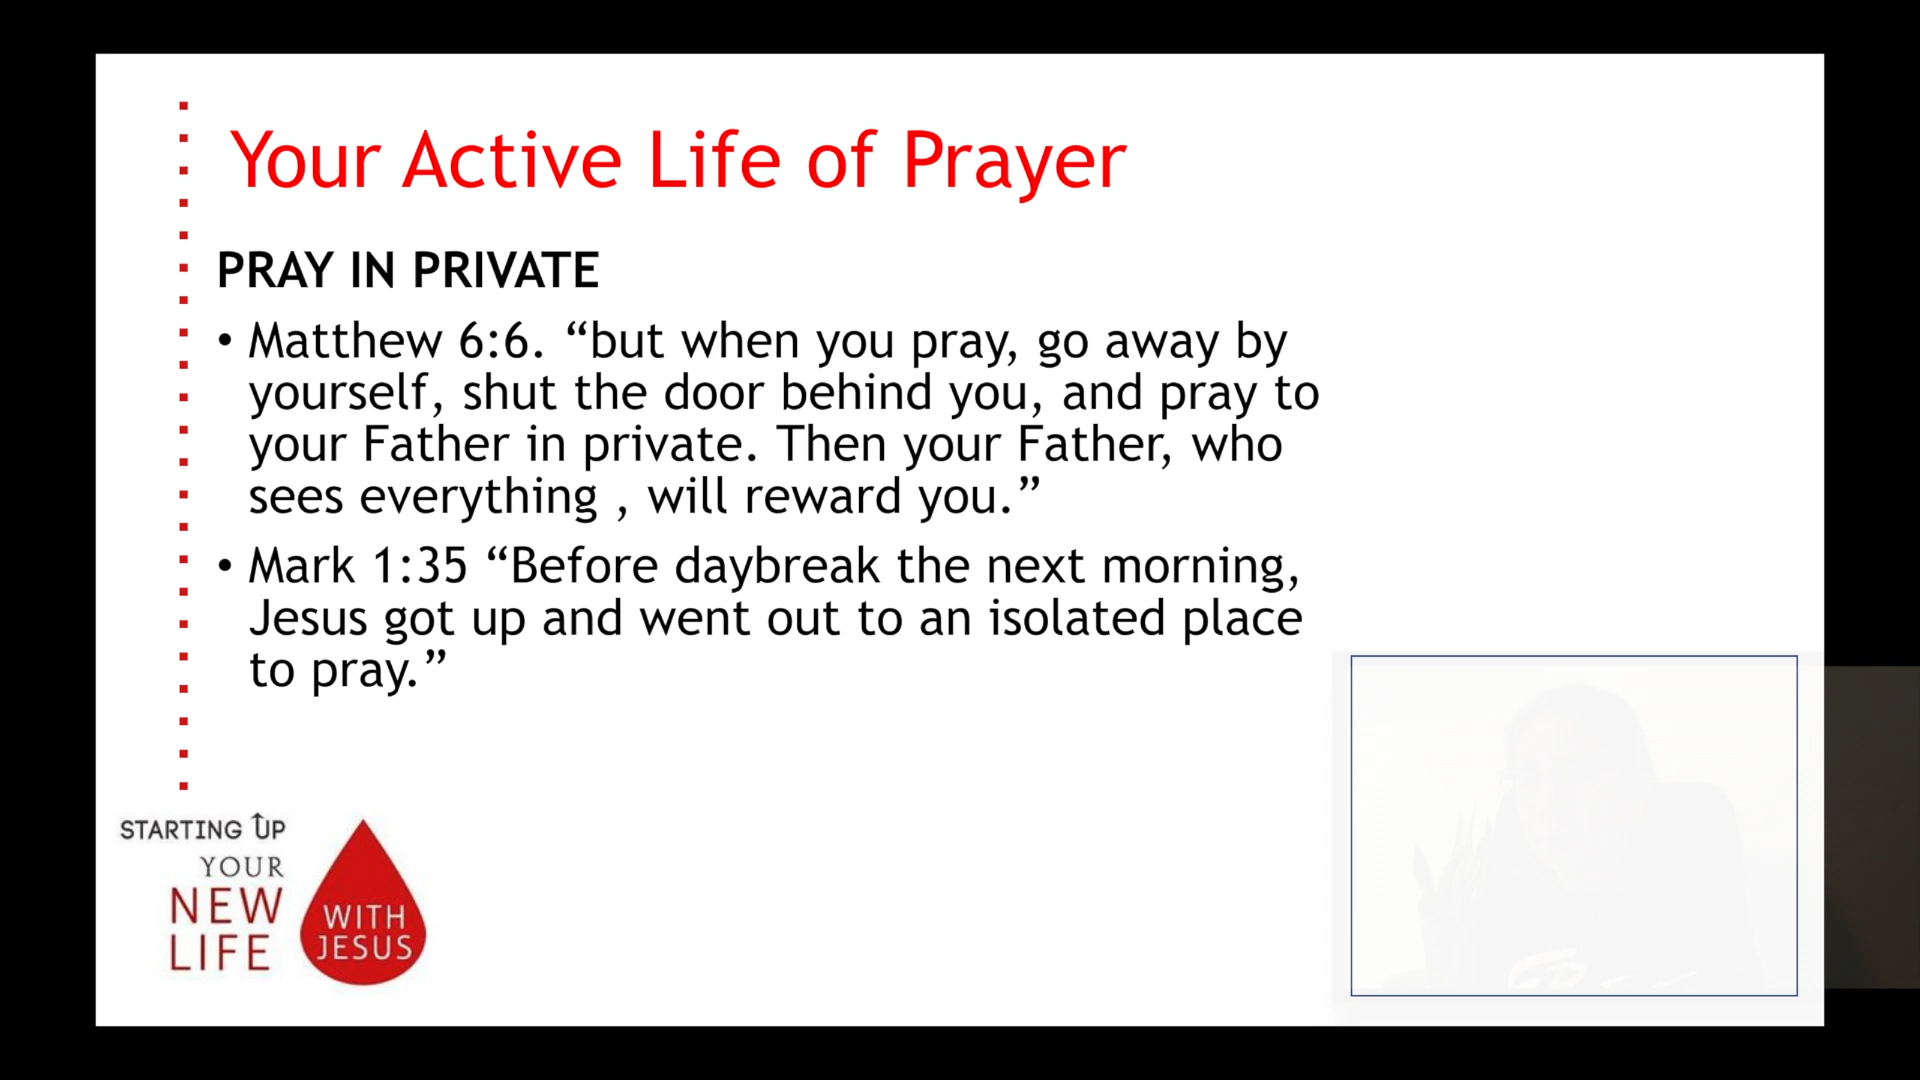 Your Active Life of Prayer
PRAY IN PRIVATE
• Matthew 6:6. “but when you pray, go away by
yourself, shut the door behind you, and pray to
your Father in private. Then your Father, who
sees everything , will reward you.”
• Mark 1:35 “Before daybreak the next morning,
Jesus got up and went out to an isolated place
to pray.”
STARTING UP
YOUR
NEW
LIFE
WITH
JESUS